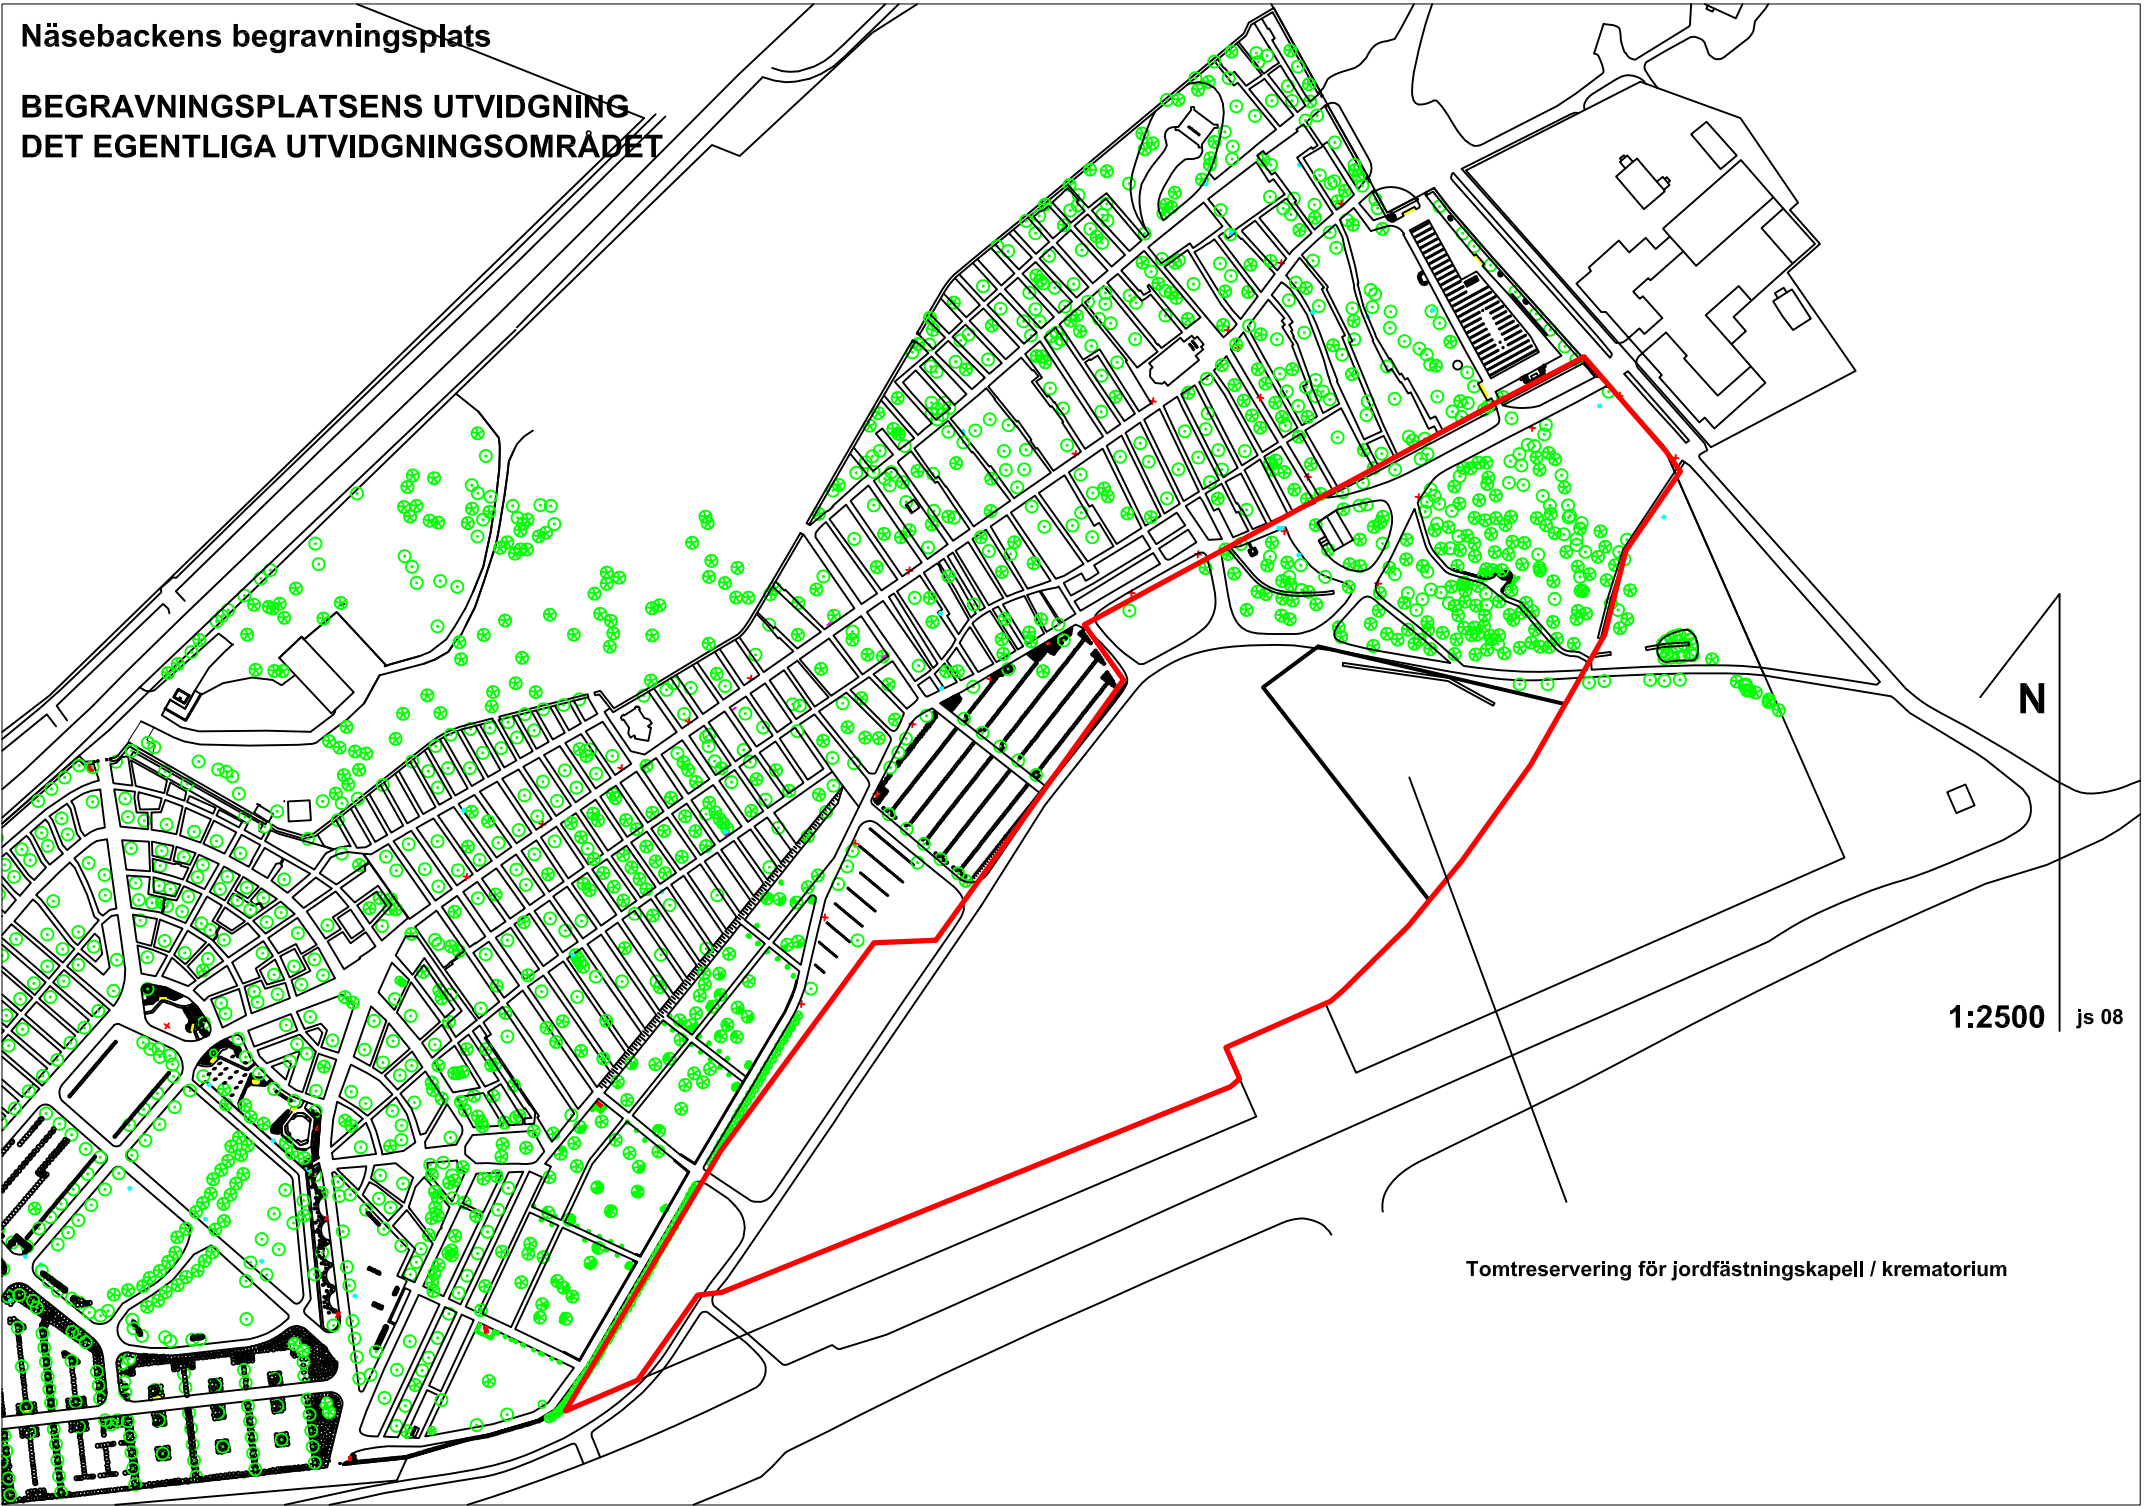 Näsebackens begravningsplats
BEGRAVNINGSPLATSENS UTVIDGNING
DET EGENTLIGA UTVIDGNINGSOMRÅDET
N
1:2500
js 08
Tomtreservering för jordfästningskapell / krematorium